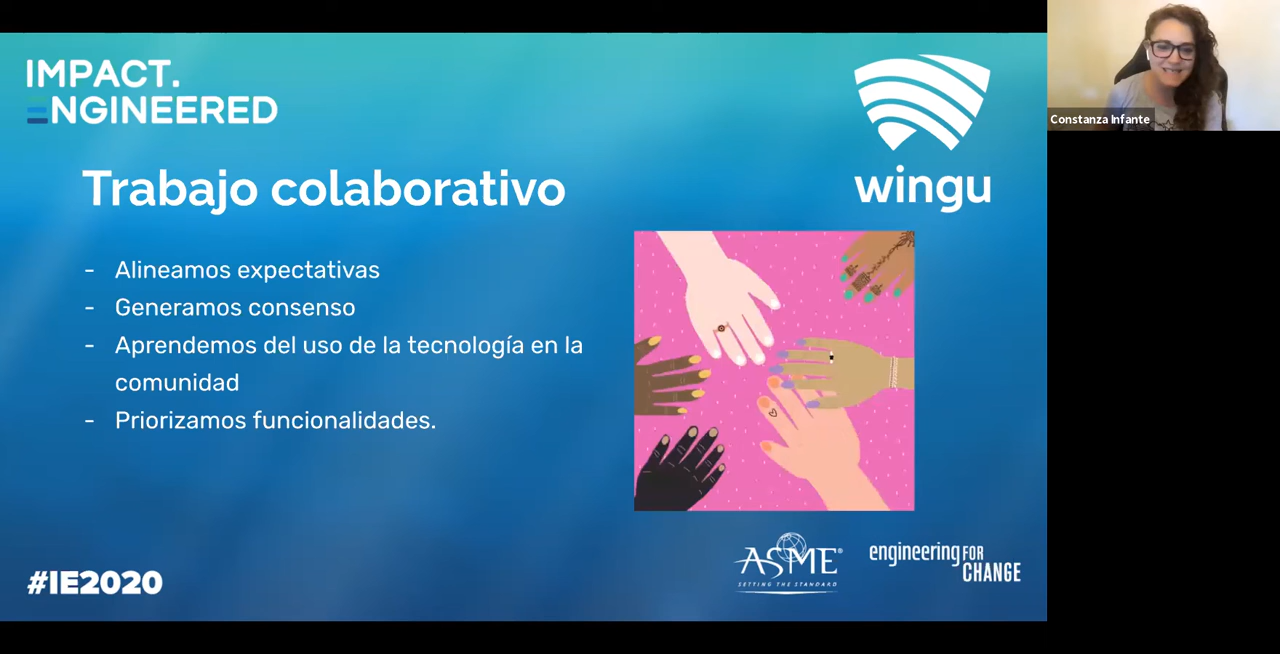 IMPACT.
ENGINEERED
wingu
Constanza Infante
Trabajo colaborativo
- Alineamos expectativas
- Generamos consenso
- Aprendemos del uso de la tecnología en la
comunidad
- Priorizamos funcionalidades.
#IE2020
ASME®
SETTING THE STANDARD
engineering FOR
CHANGE